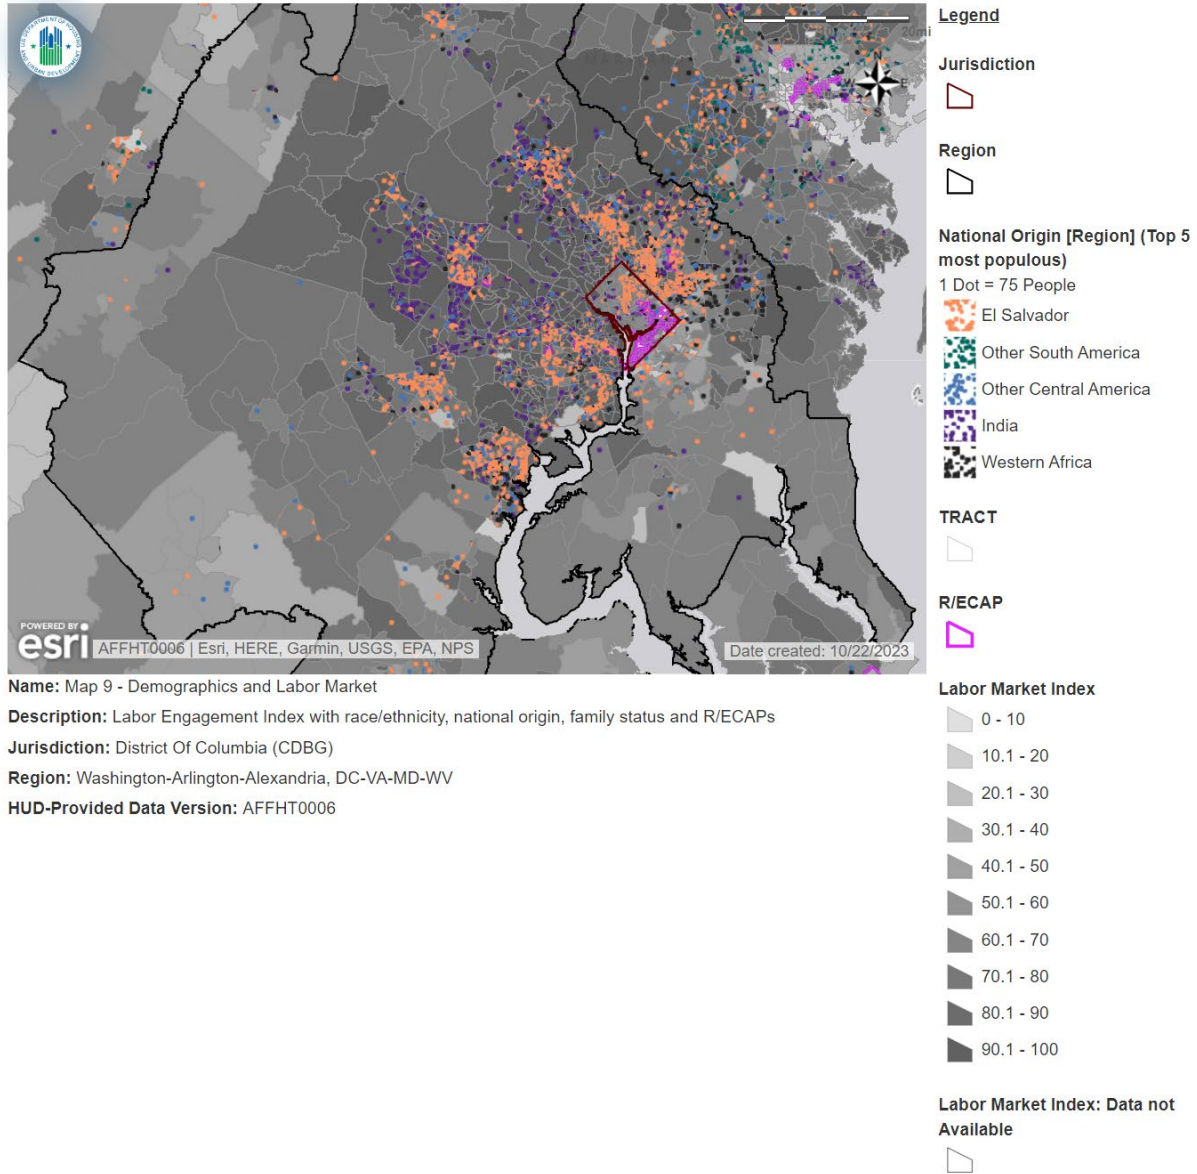 20mi
N
E
S
POWERED BY
esri
AFFHT0006 | Esri, HERE, Garmin, USGS, EPA, NPS
Date created: 10/22/2023
Name: Map 9 - Demographics and Labor Market
Description: Labor Engagement Index with race/ethnicity, national origin, family status and R/ECAPs
Jurisdiction: District Of Columbia (CDBG)
Region: Washington-Arlington-Alexandria, DC-VA-MD-WV
HUD-Provided Data Version: AFFHT0006
Legend
Jurisdiction
Region
National Origin [Region] (Top 5
most populous)
1 Dot = 75 People
El Salvador
Other South America
Other Central America
India
Western Africa
TRACT
R/ECAP
Labor Market Index
0 - 10
10.1 - 20
20.1 - 30
30.1 - 40
40.1 - 50
50.1 - 60
60.1 - 70
70.1 - 80
80.1 - 90
90.1 - 100
Labor Market Index: Data not
Available